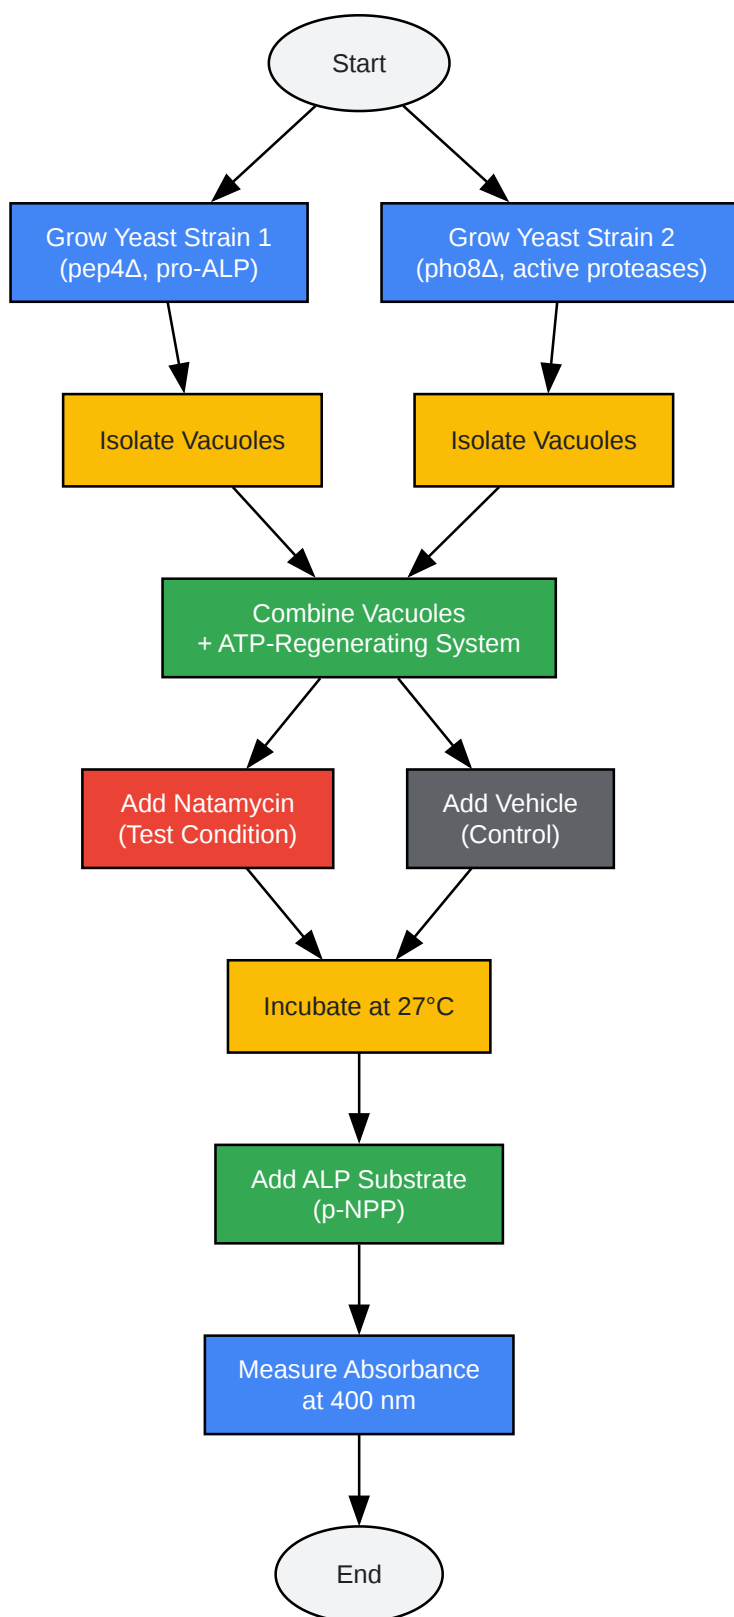 Start
Grow Yeast Strain 1
(pep4Δ, pro-ALP)
Grow Yeast Strain 2
(pho8Δ, active proteases)
Isolate Vacuoles
Isolate Vacuoles
Combine Vacuoles
+ ATP-Regenerating System
Add Natamycin
(Test Condition)
Add Vehicle
(Control)
Incubate at 27°C
Add ALP Substrate
(p-NPP)
Measure Absorbance
at 400 nm
End